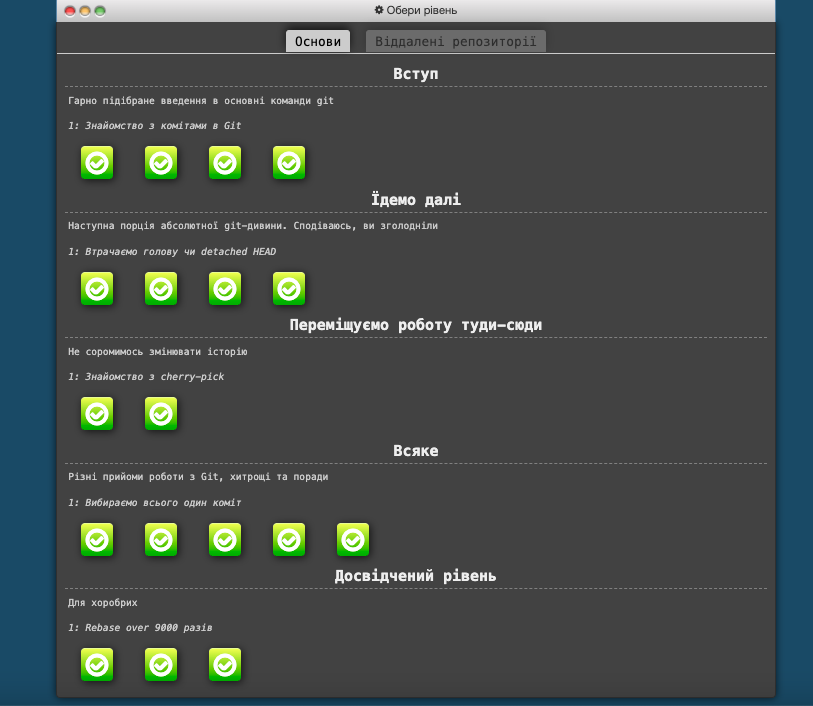 Обери рівень
Основи
Віддалені репозиторії
Вступ
Гарно підібране введення в основні команди git
1: Знайомство з комітами в Git
Їдемо далі
Наступна порція абсолютної git-дивини. Сподіваюсь, ви зголодніли
1: Втрачаємо голову чи detached HEAD
Переміщуємо роботу туди-сюди
Не соромимось змінювати історію
1: Знайомство з cherry-pick
Всяке
Різні прийоми роботи з Git, хитрощі та поради
1: Вибираємо всього один коміт
Досвідчений рівень
Для хоробрих
1: Rebase over 9000 разів